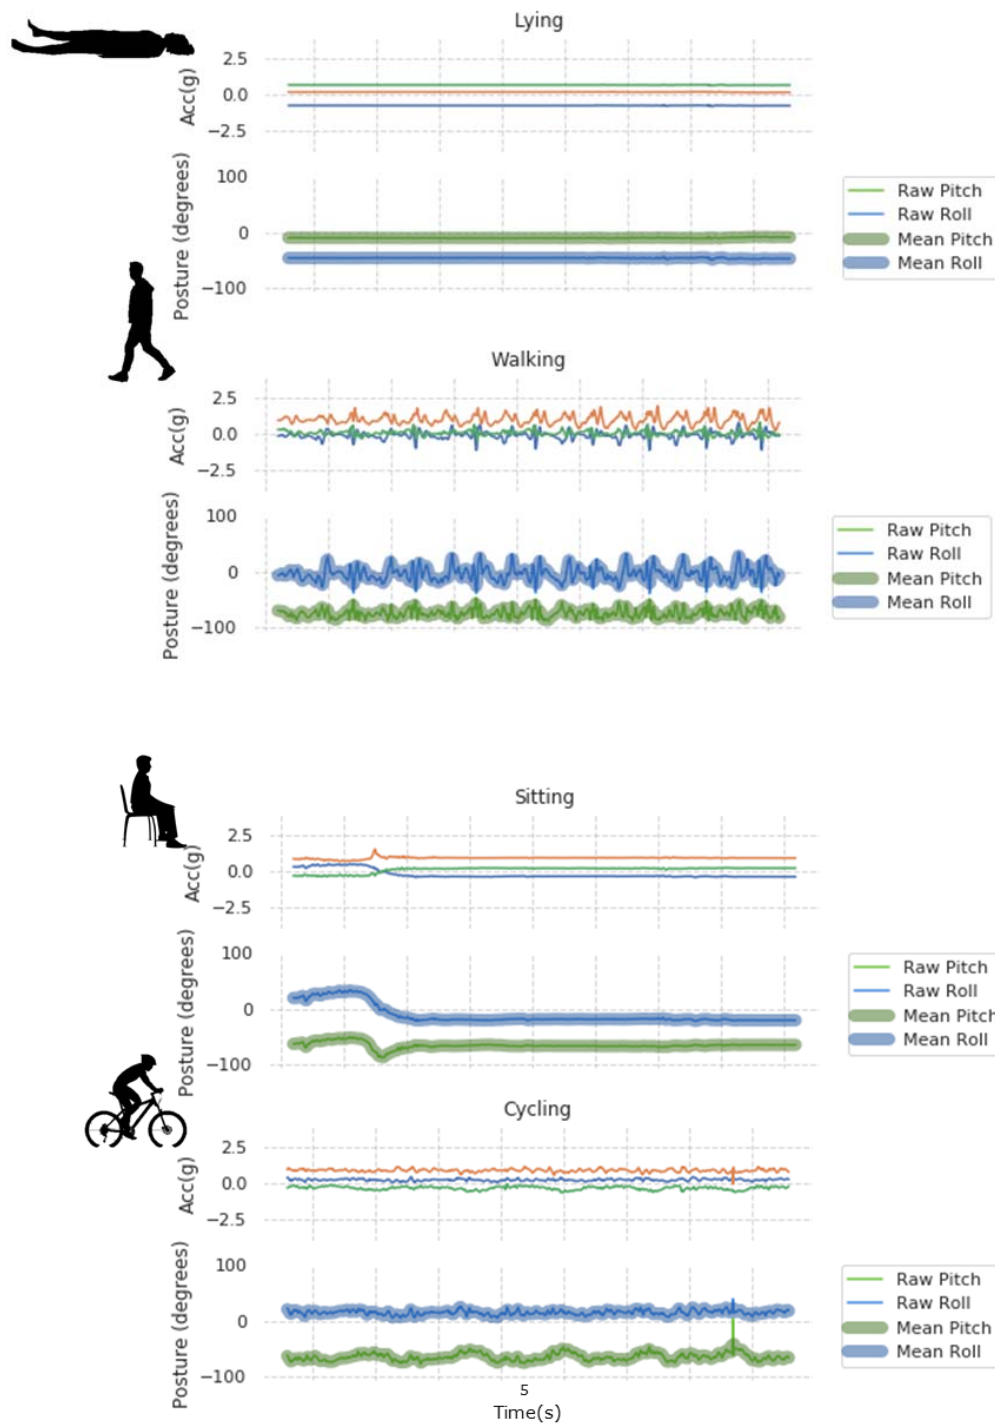 Lying
2.5
0.0
−2.5
Acc(g)
100
0
−100
Posture (degrees)
Raw Pitch
Raw Roll
Mean Pitch
Mean Roll
Walking
2.5
0.0
−2.5
Acc(g)
100
0
−100
Posture (degrees)
Raw Pitch
Raw Roll
Mean Pitch
Mean Roll
Sitting
2.5
0.0
−2.5
Acc(g)
100
0
−100
Posture (degrees)
Raw Pitch
Raw Roll
Mean Pitch
Mean Roll
Cycling
2.5
0.0
−2.5
Acc(g)
100
0
−100
Posture (degrees)
Raw Pitch
Raw Roll
Mean Pitch
Mean Roll
5
Time(s)